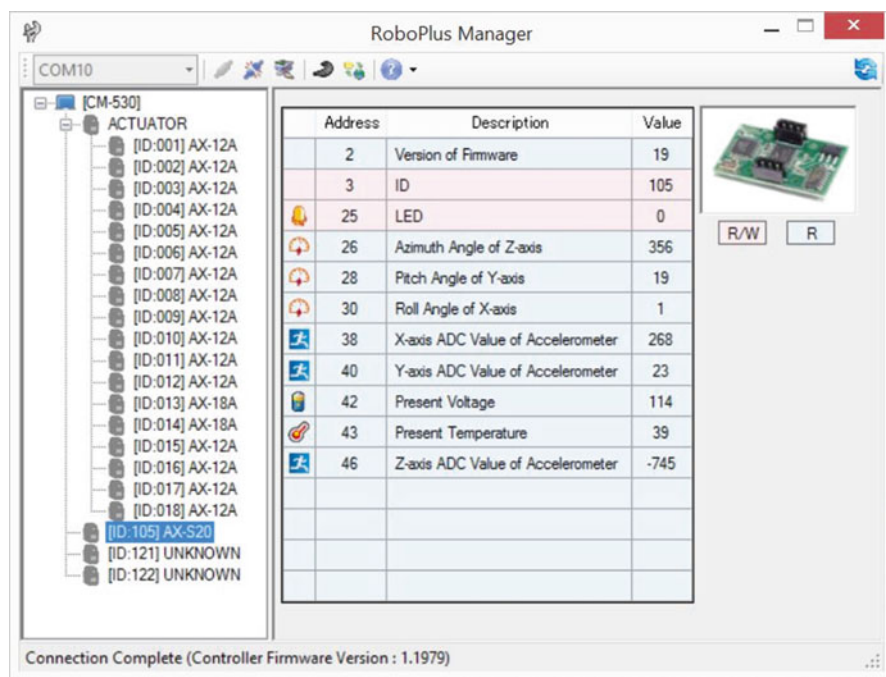 RoboPlus Manager
COM10
[CM-530]
ACTUATOR
[ID:001] AX-12A
[ID:002] AX-12A
[ID:003] AX-12A
[ID:004] AX-12A
[ID:005] AX-12A
[ID:006] AX-12A
[ID:007] AX-12A
[ID:008] AX-12A
[ID:009] AX-12A
[ID:010] AX-12A
[ID:011] AX-12A
[ID:012] AX-12A
[ID:013] AX-18A
[ID:014] AX-18A
[ID:015] AX-12A
[ID:016] AX-12A
[ID:017] AX-12A
[ID:018] AX-12A
[ID:105] AX-S20
[ID:121] UNKNOWN
[ID:122] UNKNOWN
Address Description Value
2 Version of Firmware 19
3 ID 105
25 LED 0
26 Azimuth Angle of Z-axis 356
28 Pitch Angle of Y-axis 19
30 Roll Angle of X-axis 1
38 X-axis ADC Value of Accelerometer 268
40 Y-axis ADC Value of Accelerometer 23
42 Present Voltage 114
43 Present Temperature 39
46 Z-axis ADC Value of Accelerometer -745
R/W R
Connection Complete (Controller Firmware Version : 1.1979)